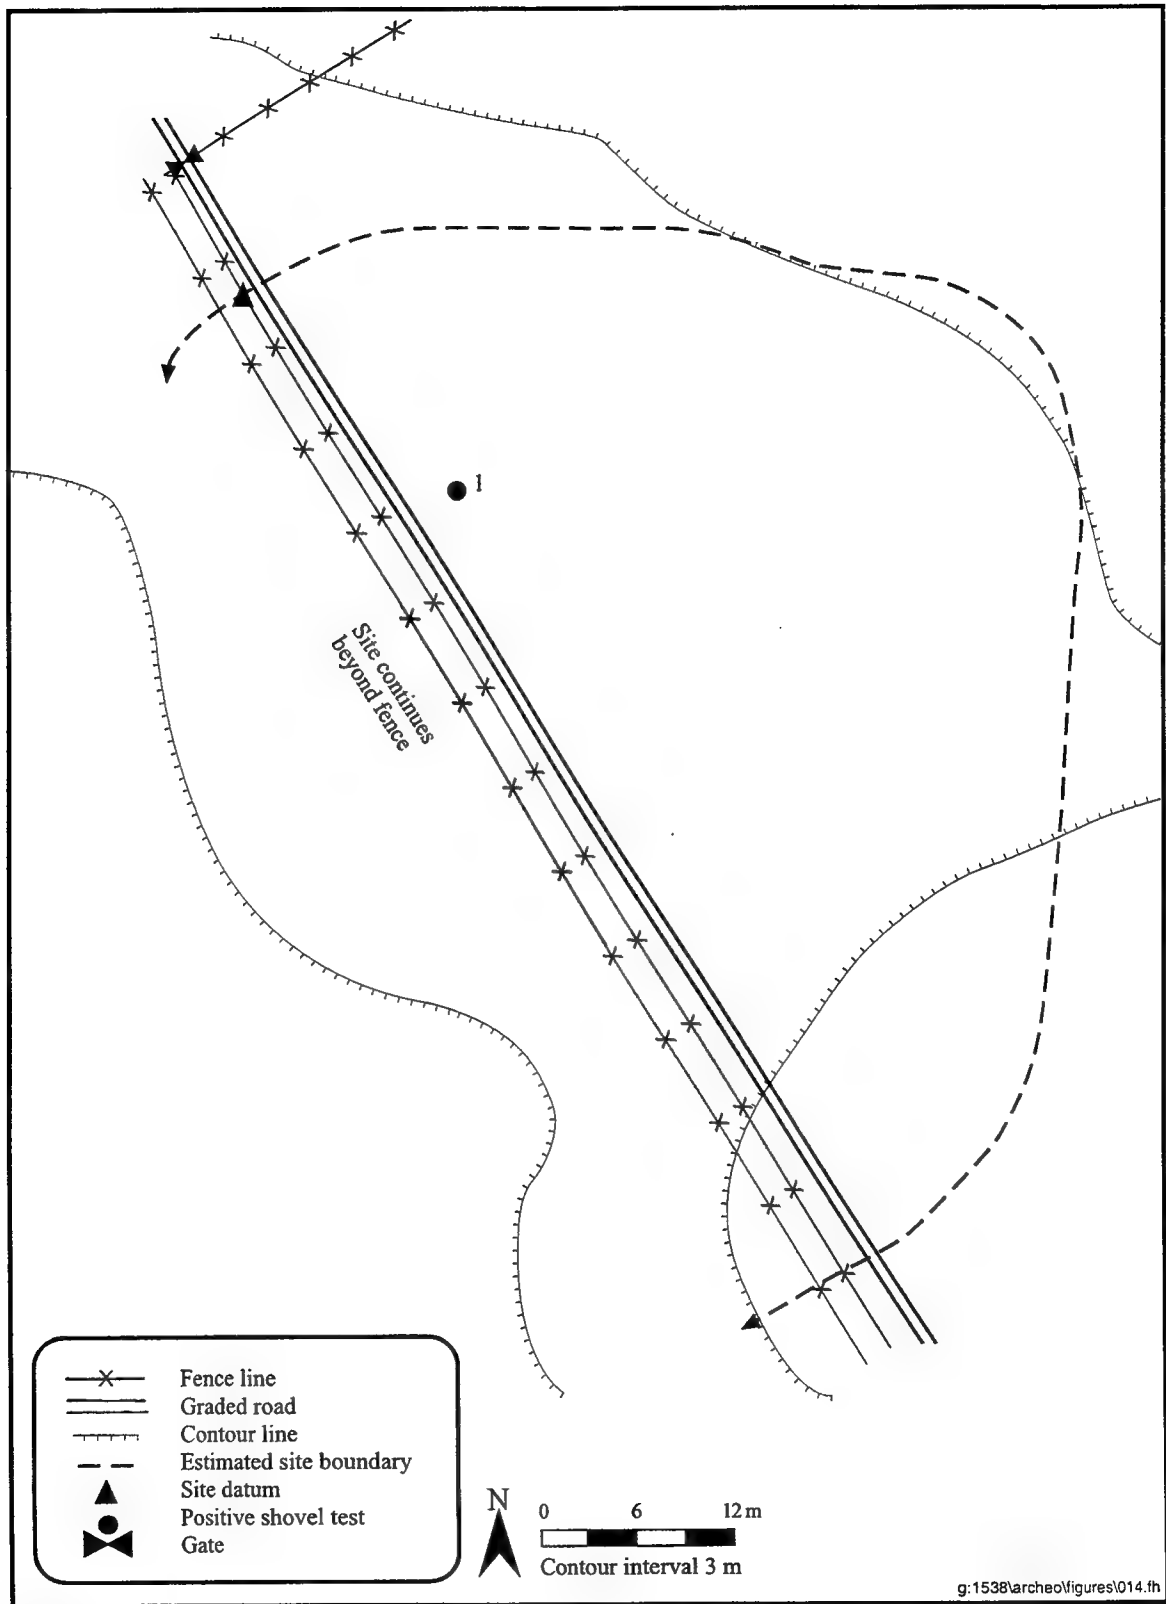 1
Site continues
beyond fence
Fence line
Graded road
Contour line
Estimated site boundary
Site datum
Positive shovel test
Gate
N
0 6 12 m
Contour interval 3 m
g:1538\archeo\figures\014.fh